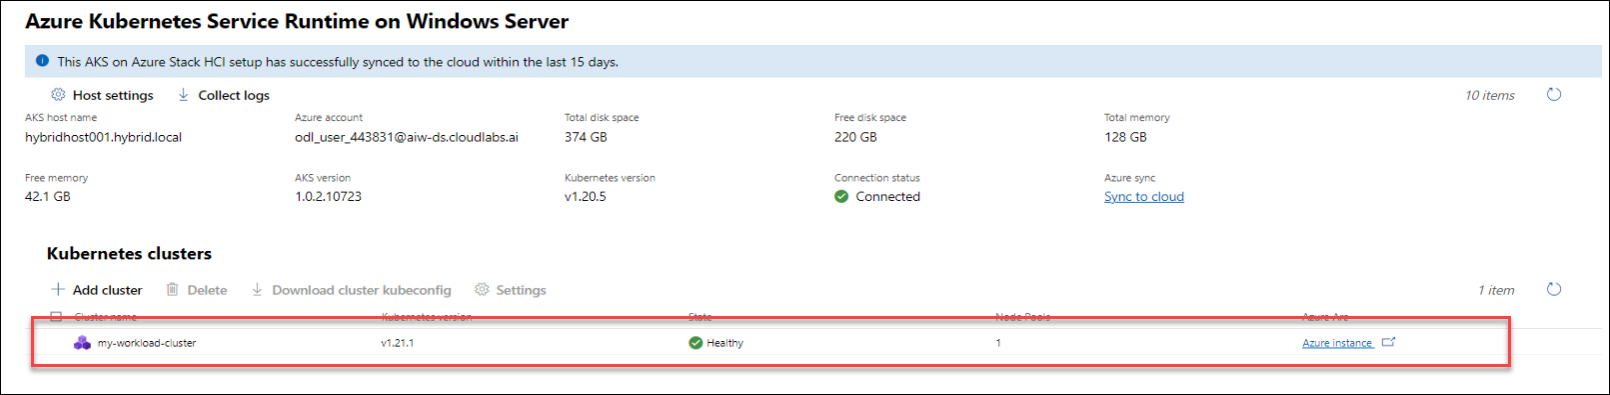 Azure Kubernetes Service Runtime on Windows Server
This AKS on Azure Stack HCI setup has successfully synced to the cloud within the last 15 days.
Host settings Collect logs 10 items
AKS host name Azure account Total disk space Free disk space Total memory
hybridhost001.hybrid.local odl_user_443831@aiw-ds.cloudlabs.ai 374 GB 220 GB 128 GB
Free memory AKS version Kubernetes version Connection status Azure sync
42.1 GB 1.0.2.10723 v1.20.5 Connected Sync to cloud
Kubernetes clusters
Add cluster Delete Download cluster kubeconfig Settings 1 item
Cluster name Kubernetes version State Node Pools Azure Arc
my-workload-cluster v1.21.1 Healthy 1 Azure instance